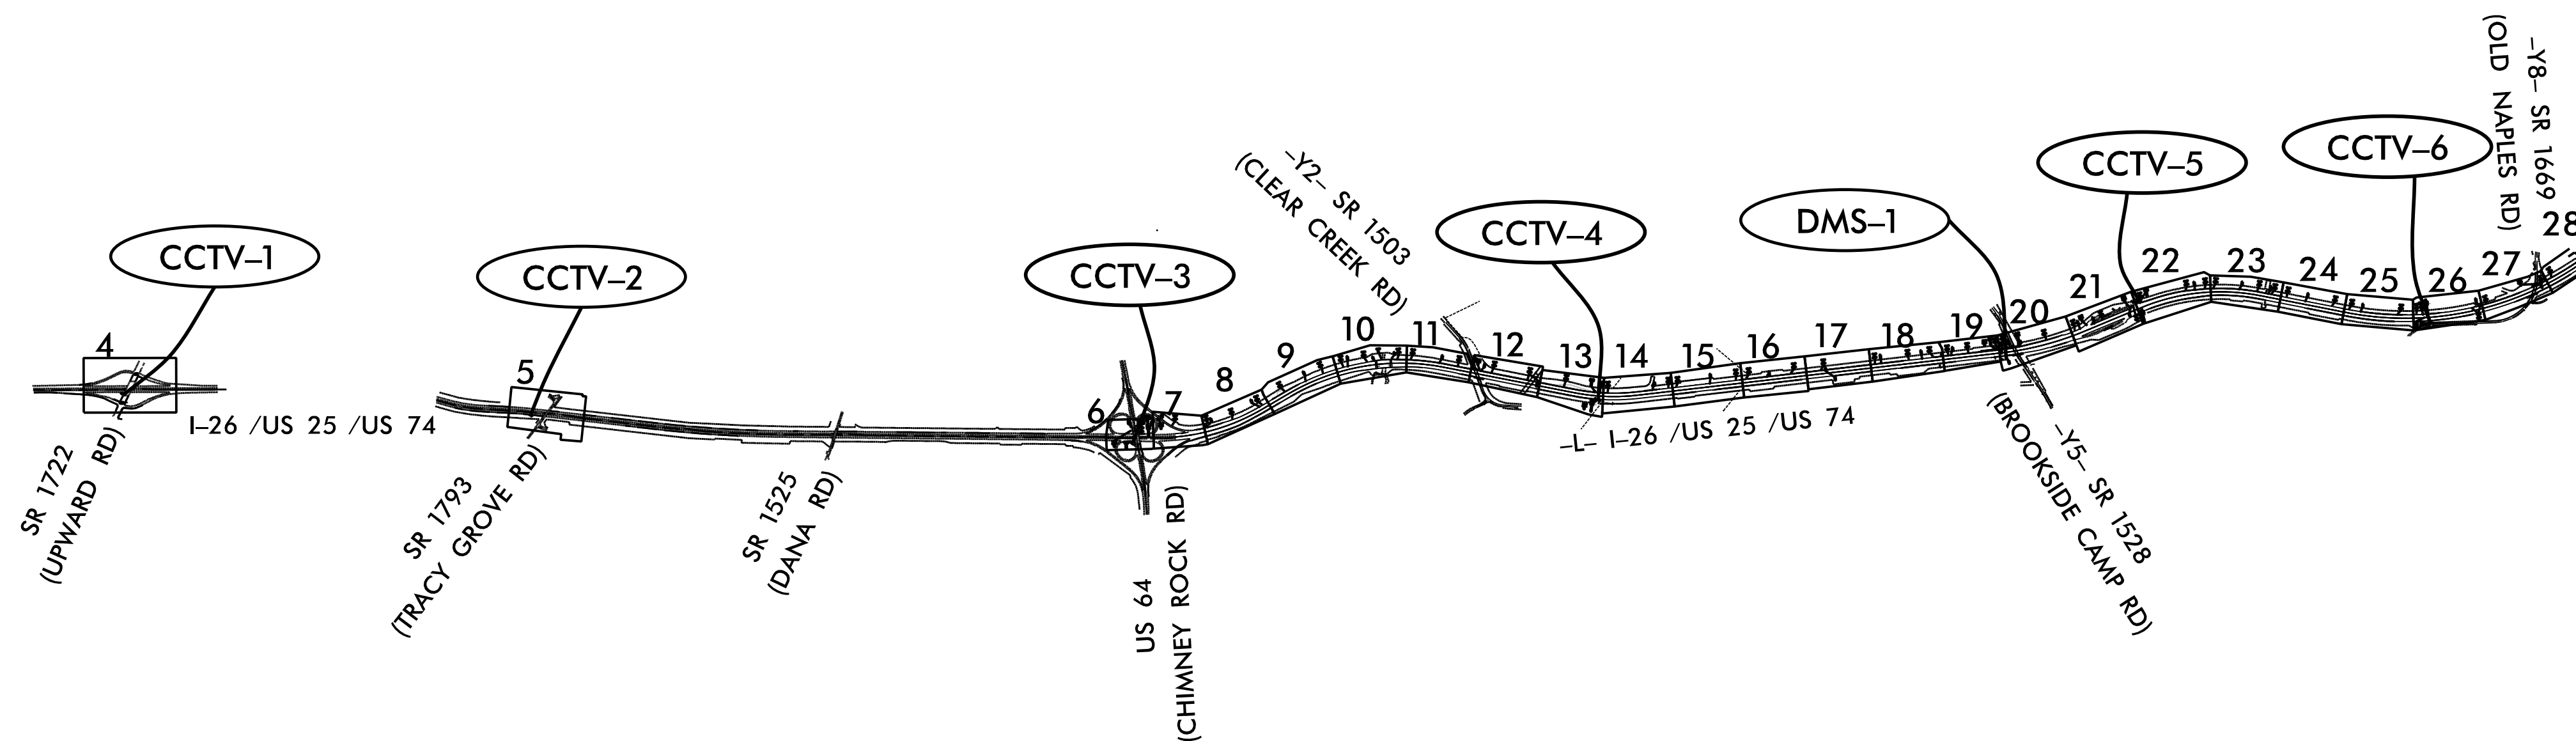 CCTV–1
4
I–26 /US 25 /US 74
SR 1722
(UPWARD RD)
CCTV–2
5
SR 1793
(TRACY GROVE RD)
SR 1525
(DANA RD)
CCTV–3
6
7
US 64
(CHIMNEY ROCK RD)
8
9
10
11
–Y2– SR 1503
(CLEAR CREEK RD)
12
CCTV–4
13
14
15
16
17
18
19
–L– I–26 /US 25 /US 74
DMS–1
20
–Y5– SR 1528
(BROOKSIDE CAMP RD)
21
CCTV–5
22
23
24
25
CCTV–6
26
27
–Y8– SR 1669
(OLD NAPLES RD)
28